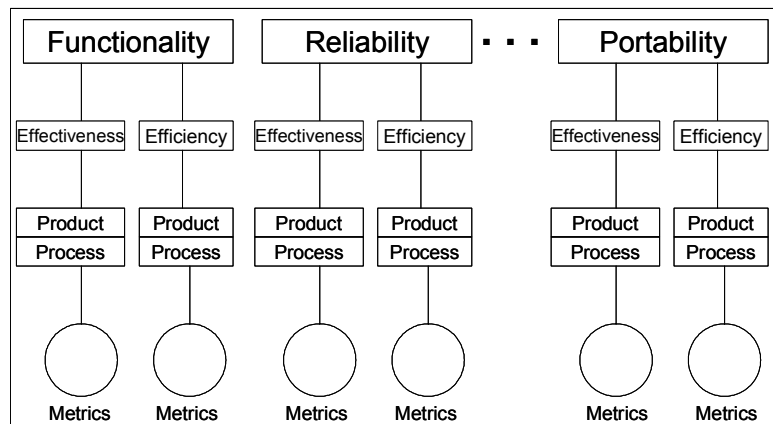 Functionality Reliability . . . Portability
Effectiveness Efficiency Effectiveness Efficiency Effectiveness Efficiency
Product Product Product Product Product Product
Process Process Process Process Process Process
Metrics Metrics Metrics Metrics Metrics Metrics